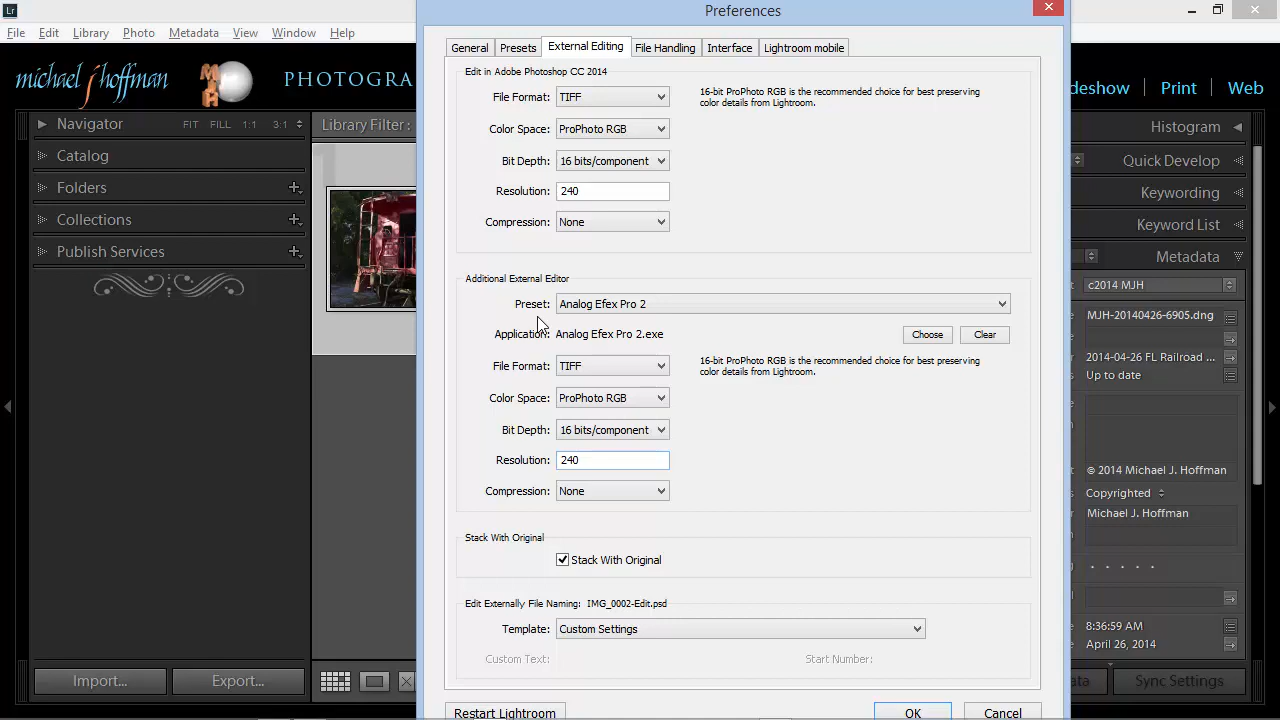 Lr
Preferences
File Edit Library Photo Metadata View Window Help
michael j hoffman
MJH
PHOTOGRA
deshow Print Web
General Presets External Editing File Handling Interface Lightroom mobile
Edit in Adobe Photoshop CC 2014
File Format: TIFF
16-bit ProPhoto RGB is the recommended choice for best preserving
color details from Lightroom.
Color Space: ProPhoto RGB
Bit Depth: 16 bits/component
Resolution: 240
Compression: None
Additional External Editor
Preset: Analog Efex Pro 2
Application: Analog Efex Pro 2.exe
Choose Clear
File Format: TIFF
16-bit ProPhoto RGB is the recommended choice for best preserving
color details from Lightroom.
Color Space: ProPhoto RGB
Bit Depth: 16 bits/component
Resolution: 240
Compression: None
Stack With Original
Stack With Original
Edit Externally File Naming: IMG_0002-Edit.psd
Template: Custom Settings
Custom Text: Start Number:
Restart Lightroom OK Cancel
Navigator FIT FILL 1:1 3:1
Catalog
Folders
Collections
Publish Services
Import... Export...
Library Filter :
Histogram
Quick Develop
Keywording
Keyword List
Metadata
c2014 MJH
MJH-20140426-6905.dng
2014-04-26 FL Railroad ...
Up to date
© 2014 Michael J. Hoffman
Copyrighted
Michael J. Hoffman
8:36:59 AM
April 26, 2014
Sync Settings